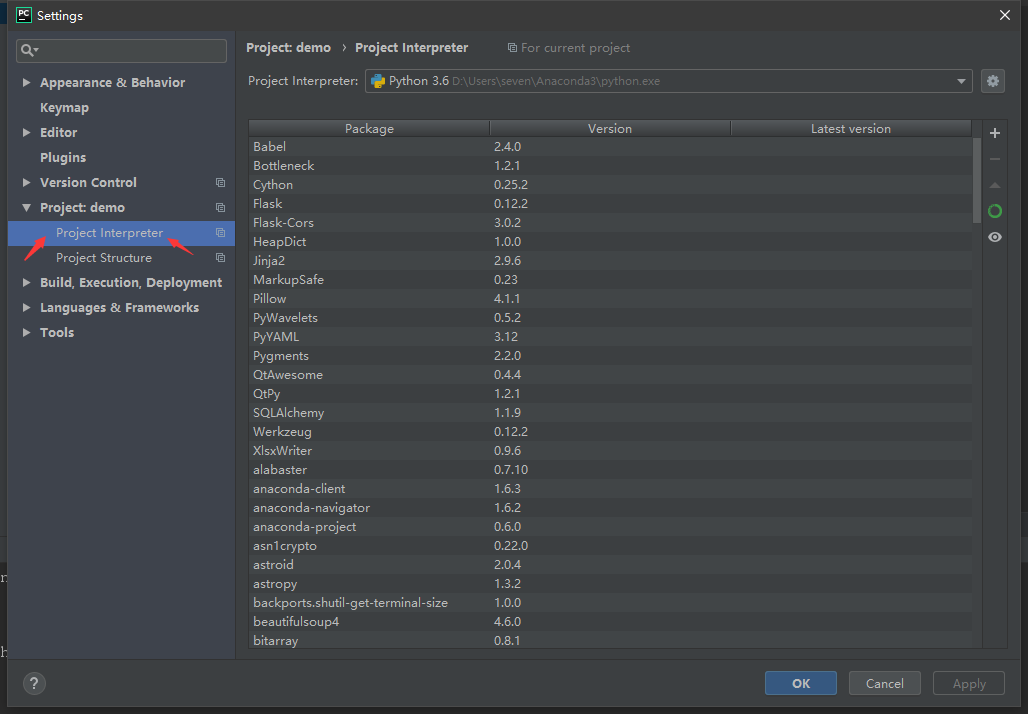 PC Settings
Project: demo › Project Interpreter For current project
Project Interpreter: Python 3.6 D:\Users\seven\Anaconda3\python.exe
Appearance & Behavior
Keymap
Editor
Plugins
Version Control
Project: demo
Project Interpreter
Project Structure
Build, Execution, Deployment
Languages & Frameworks
Tools
Package Version Latest version
Babel 2.4.0
Bottleneck 1.2.1
Cython 0.25.2
Flask 0.12.2
Flask-Cors 3.0.2
HeapDict 1.0.0
Jinja2 2.9.6
MarkupSafe 0.23
Pillow 4.1.1
PyWavelets 0.5.2
PyYAML 3.12
Pygments 2.2.0
QtAwesome 0.4.4
QtPy 1.2.1
SQLAlchemy 1.1.9
Werkzeug 0.12.2
XlsxWriter 0.9.6
alabaster 0.7.10
anaconda-client 1.6.3
anaconda-navigator 1.6.2
anaconda-project 0.6.0
asn1crypto 0.22.0
astroid 2.0.4
astropy 1.3.2
backports.shutil-get-terminal-size 1.0.0
beautifulsoup4 4.6.0
bitarray 0.8.1
? OK Cancel Apply